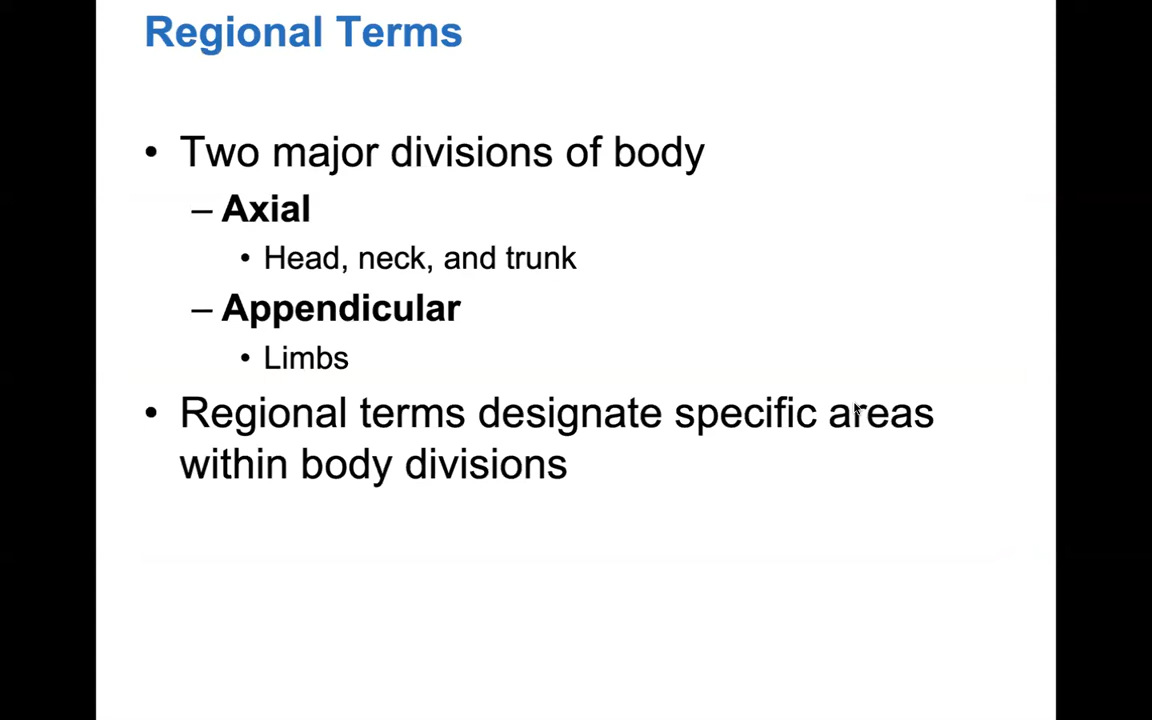 Regional Terms
• Two major divisions of body
– Axial
• Head, neck, and trunk
– Appendicular
• Limbs
• Regional terms designate specific areas
within body divisions